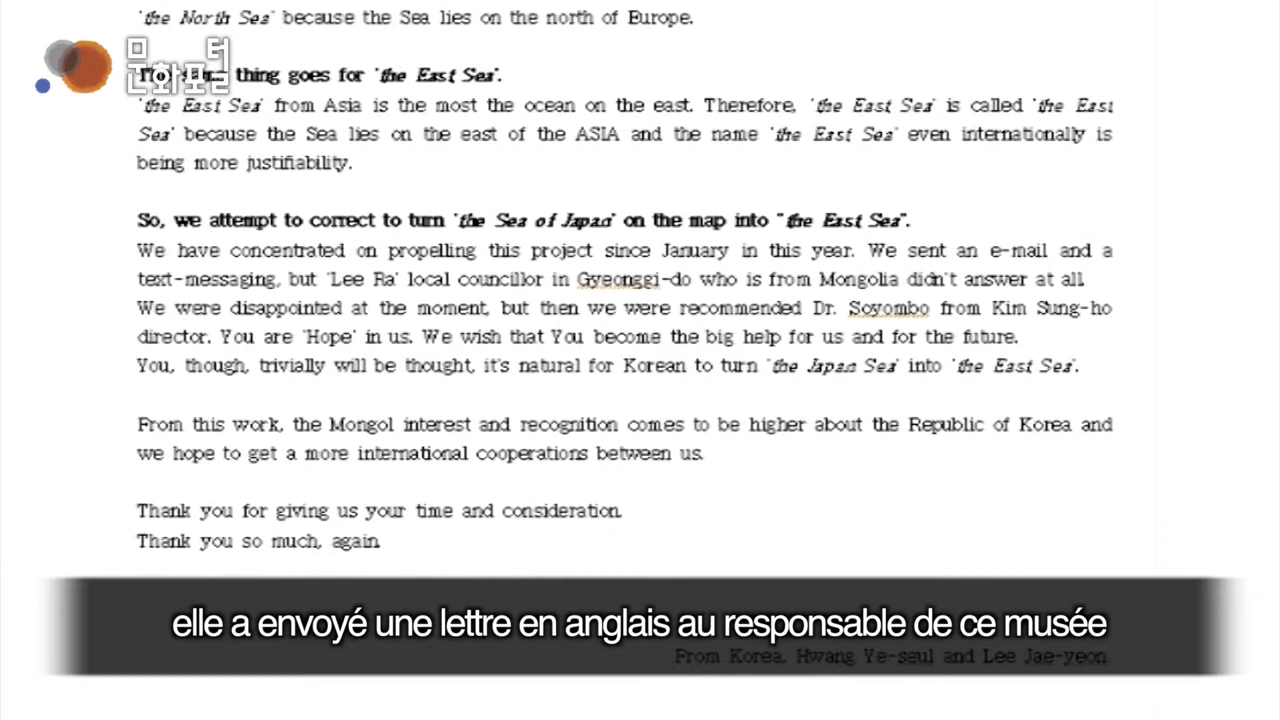 'the North Sea' because the Sea lies on the north of Europe.
문화포털
thing goes for 'the East Sea'.
'the East Sea' from Asia is the most the ocean on the east. Therefore, 'the East Sea' is called 'the East
Sea' because the Sea lies on the east of the ASIA and the name 'the East Sea' even internationally is
being more justifiability.
So, we attempt to correct to turn 'the Sea of Japan' on the map into "the East Sea".
We have concentrated on propelling this project since January in this year. We sent an e-mail and a
text-messaging, but 'Lee Ra' local councillor in Gyeonggi-do who is from Mongolia didn't answer at all.
We were disappointed at the moment, but then we were recommended Dr. Soyombo from Kim Sung-ho
director. You are 'Hope' in us. We wish that You become the big help for us and for the future.
You, though, trivially will be thought, it's natural for Korean to turn 'the Japan Sea' into 'the East Sea'.
From this work, the Mongol interest and recognition comes to be higher about the Republic of Korea and
we hope to get a more international cooperations between us.
Thank you for giving us your time and consideration.
Thank you so much, again.
elle a envoyé une lettre en anglais au responsable de ce musée
From Korea. Hwang Ye-seul and Lee Jae-yeon